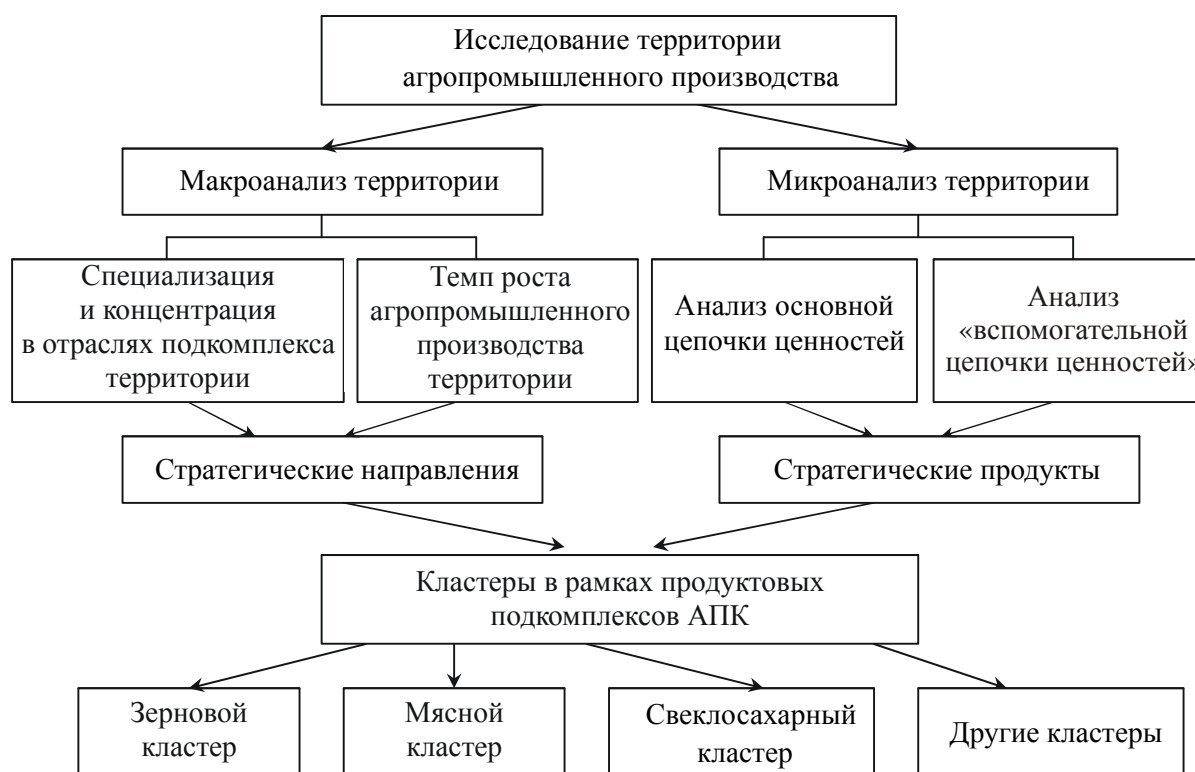 Исследование территории
агропромышленного производства
Макроанализ территории
Микроанализ территории
Специализация
и концентрация
в отраслях подкомплекса
территории
Темп роста
агропромышленного
производства
территории
Анализ основной
цепочки ценностей
Анализ
«вспомогательной
цепочки ценностей»
Стратегические направления
Стратегические продукты
Кластеры в рамках продуктовых
подкомплексов АПК
Зерновой
кластер
Мясной
кластер
Свеклосахарный
кластер
Другие кластеры